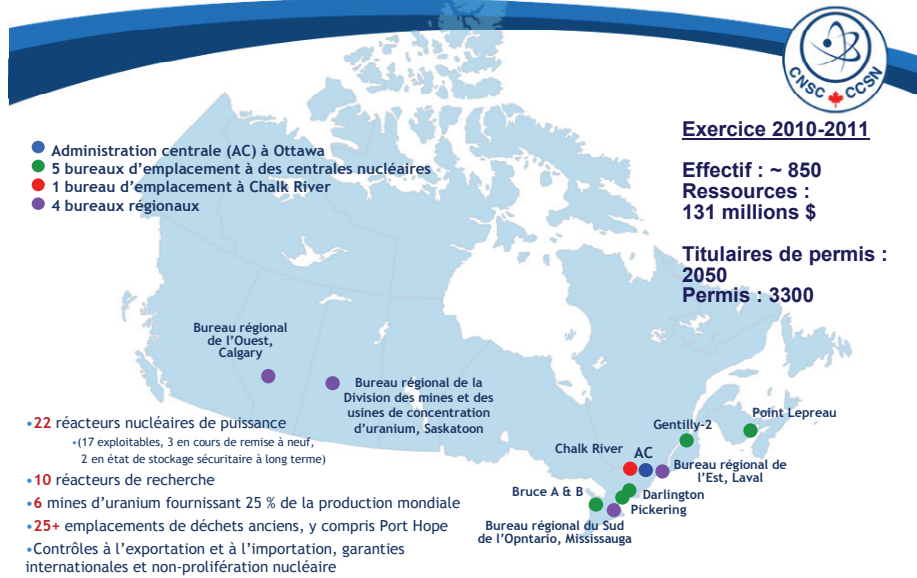 CNSC CCSN
Exercice 2010-2011
Effectif : ~ 850
Ressources :
131 millions $
Titulaires de permis :
2050
Permis : 3300
Administration centrale (AC) à Ottawa
5 bureaux d'emplacement à des centrales nucléaires
1 bureau d'emplacement à Chalk River
4 bureaux régionaux
Bureau régional
de l'Ouest,
Calgary
Bureau régional de la
Division des mines et des
usines de concentration
d'uranium, Saskatoon
Point Lepreau
Gentilly-2
Chalk River
AC
Bureau régional de
l'Est, Laval
Bruce A & B
Darlington
Pickering
Bureau régional du Sud
de l'Opntario, Mississauga
•22 réacteurs nucléaires de puissance
•(17 exploitables, 3 en cours de remise à neuf,
2 en état de stockage sécuritaire à long terme)
•10 réacteurs de recherche
•6 mines d'uranium fournissant 25 % de la production mondiale
•25+ emplacements de déchets anciens, y compris Port Hope
•Contrôles à l'exportation et à l'importation, garanties
internationales et non-prolifération nucléaire